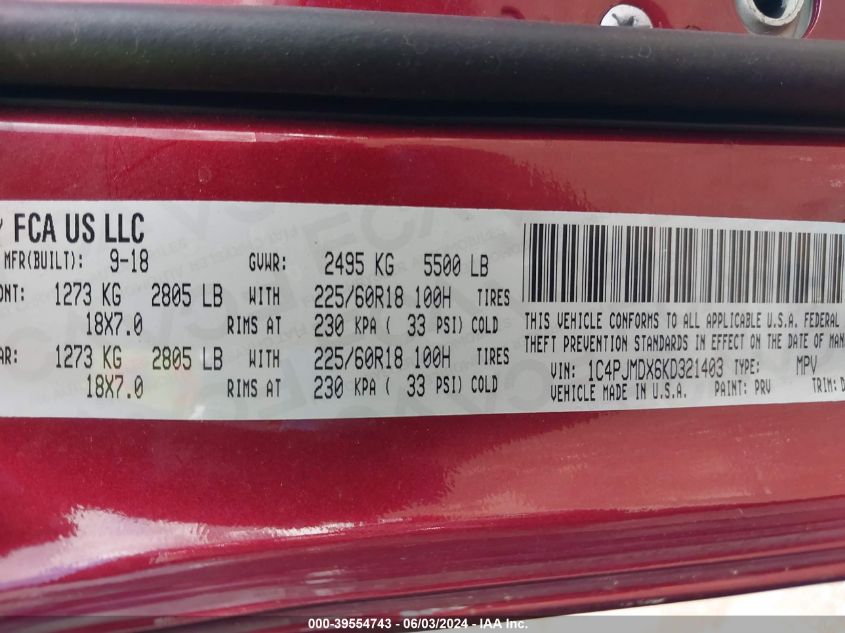 FCA US LLC
MFR(BUILT): 9-18 GVWR: 2495 KG 5500 LB
ONT: 1273 KG 2805 LB WITH 225/60R18 100H TIRES
18X7.0 RIMS AT 230 KPA ( 33 PSI) COLD
AR: 1273 KG 2805 LB WITH 225/60R18 100H TIRES
18X7.0 RIMS AT 230 KPA ( 33 PSI) COLD
THIS VEHICLE CONFORMS TO ALL APPLICABLE U.S.A. FEDERAL
THEFT PREVENTION STANDARDS IN EFFECT ON THE DATE OF MAN
VIN: 1C4PJMDX6KD321403 TYPE: MPV
VEHICLE MADE IN U.S.A. PAINT: PRV TRIM: D
000-39554743 - 06/03/2024 - IAA Inc.